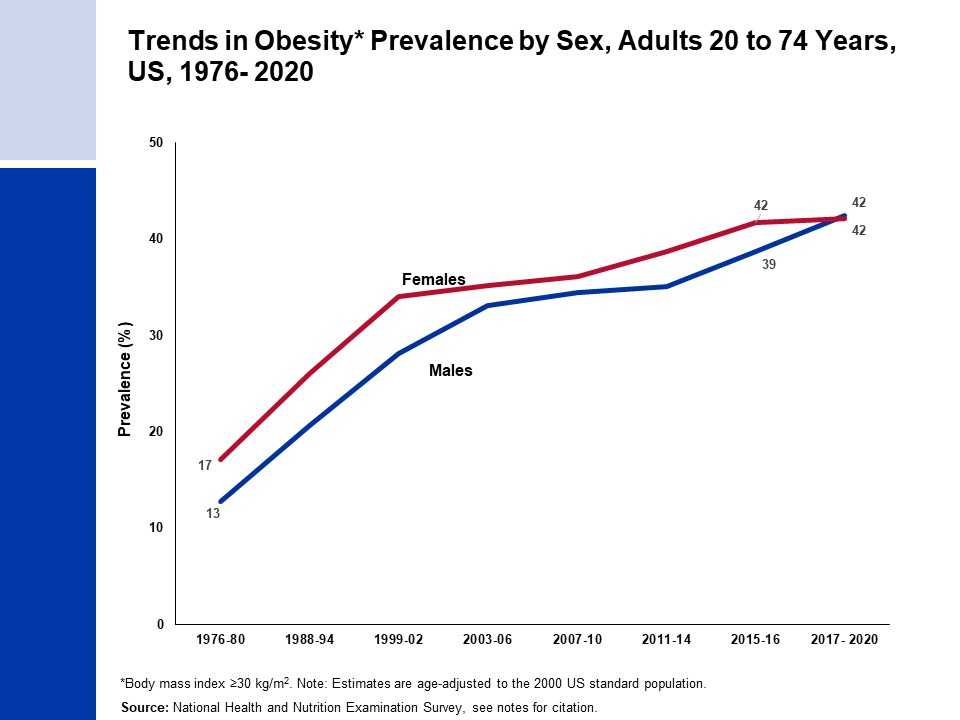 Trends in Obesity* Prevalence by Sex, Adults 20 to 74 Years,
US, 1976- 2020
50
40
30
20
10
0
Prevalence (%)
42
42
42
39
Females
Males
17
13
1976-80 1988-94 1999-02 2003-06 2007-10 2011-14 2015-16 2017- 2020
*Body mass index ≥30 kg/m². Note: Estimates are age-adjusted to the 2000 US standard population.
Source: National Health and Nutrition Examination Survey, see notes for citation.